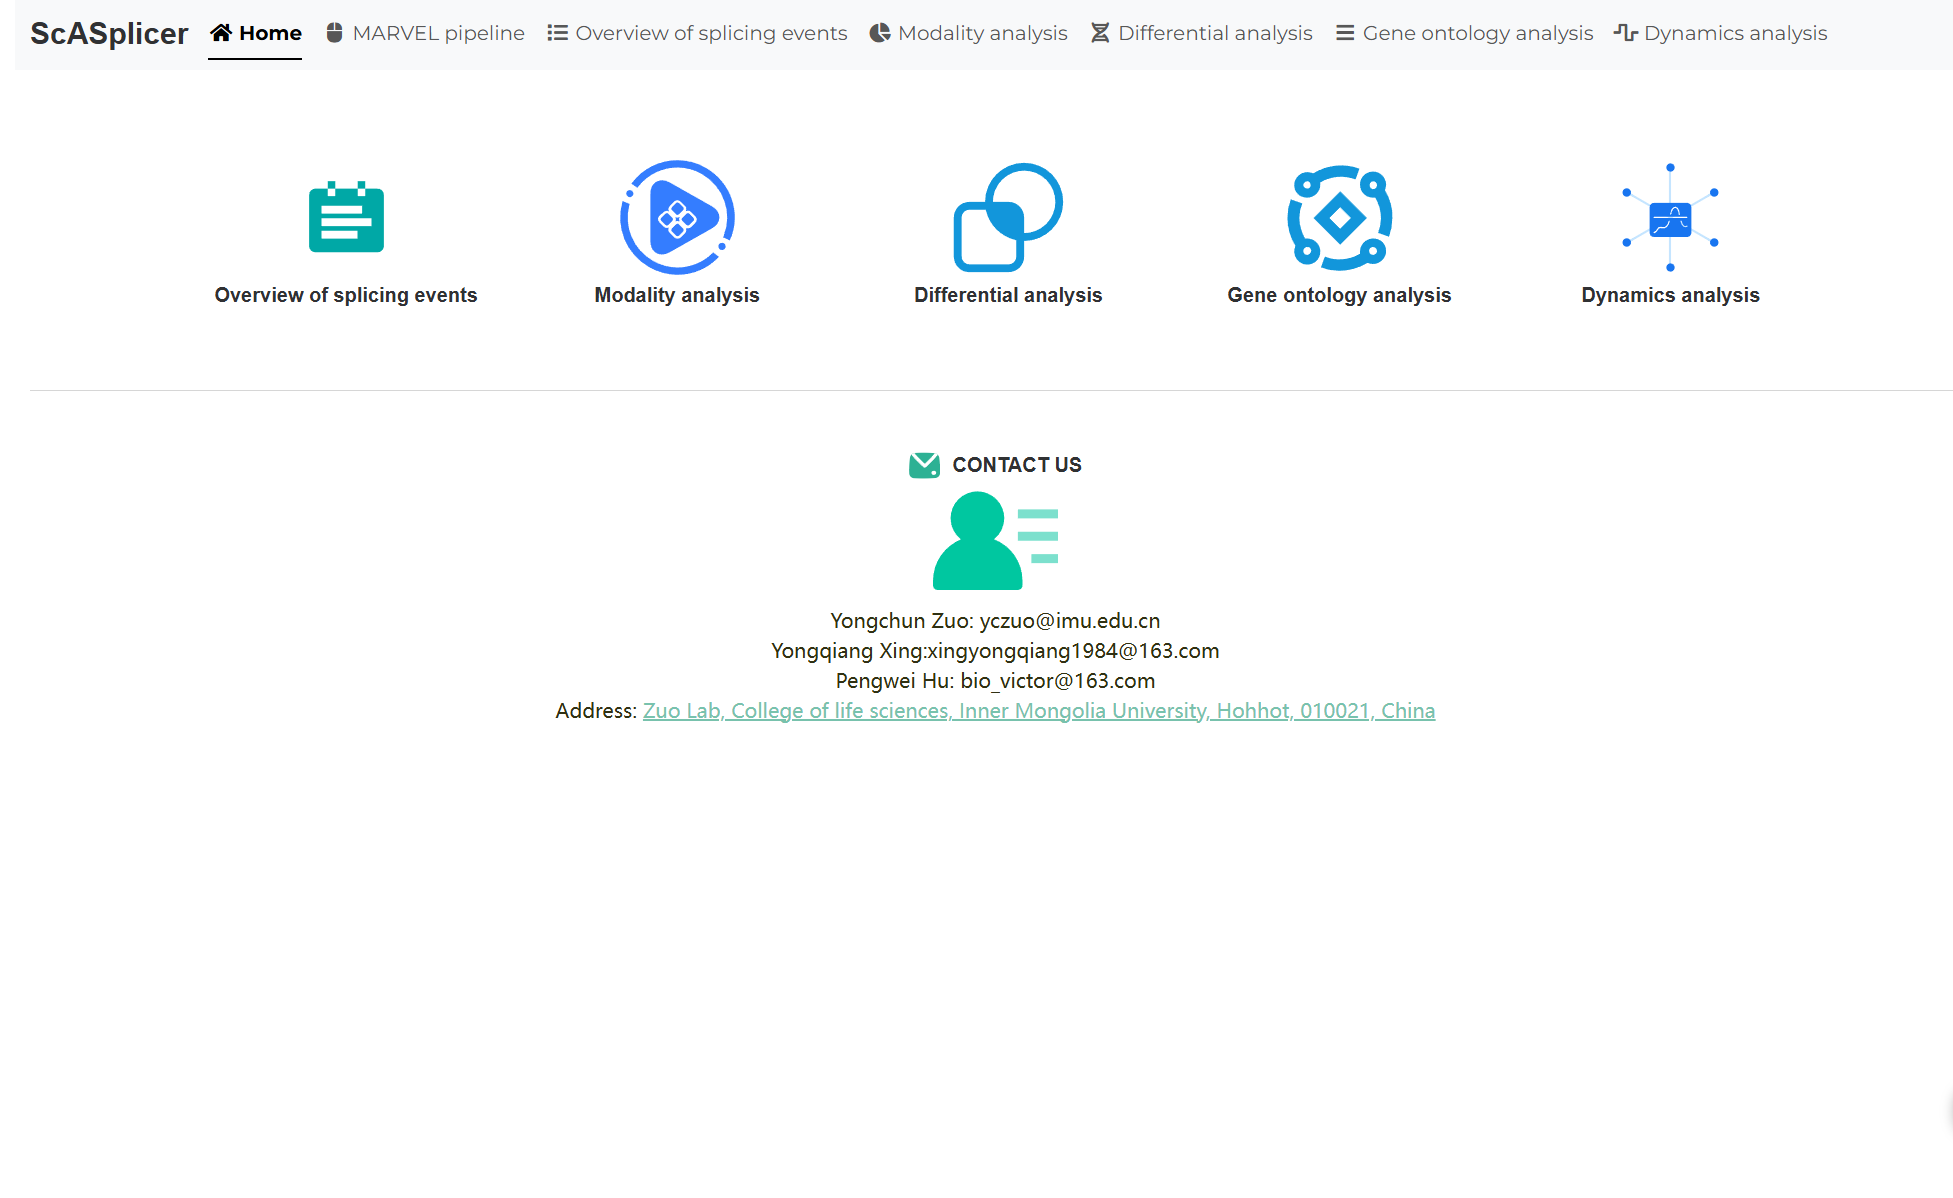 ScASplicer Home MARVEL pipeline Overview of splicing events Modality analysis Differential analysis Gene ontology analysis Dynamics analysis
Overview of splicing events Modality analysis Differential analysis Gene ontology analysis Dynamics analysis
CONTACT US
Yongchun Zuo: yczuo@imu.edu.cn
Yongqiang Xing:xingyongqiang1984@163.com
Pengwei Hu: bio_victor@163.com
Address: Zuo Lab, College of life sciences, Inner Mongolia University, Hohhot, 010021, China